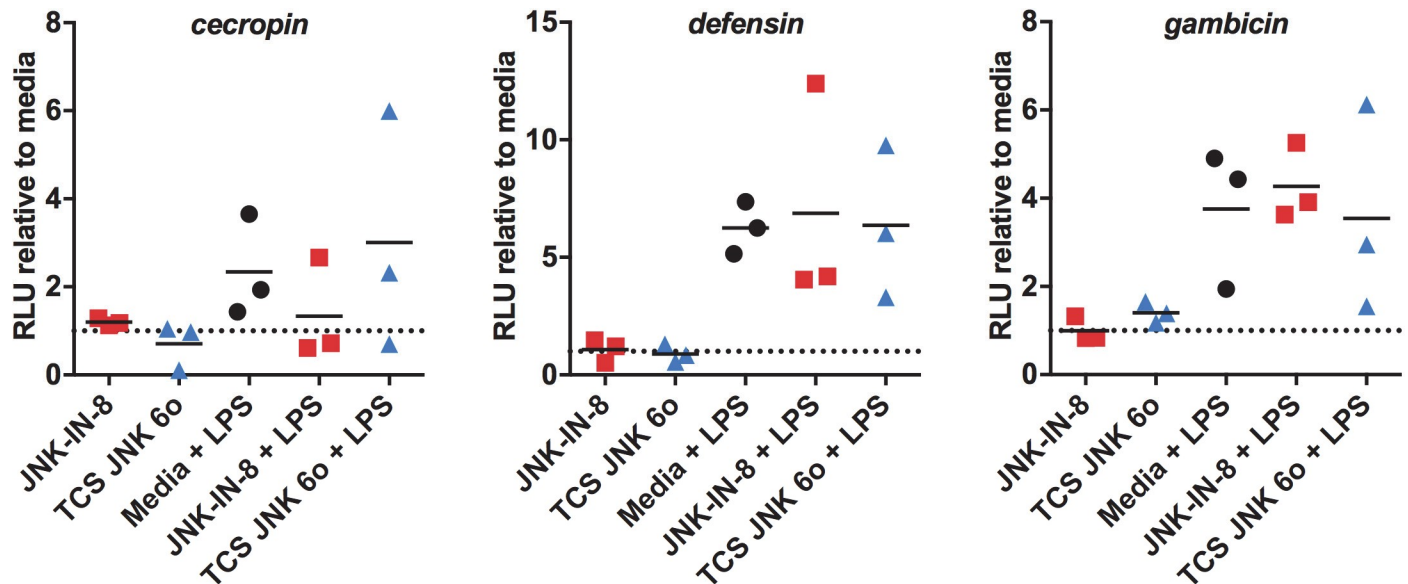 cecropin
RLU relative to media
8
6
4
2
0
JNK-IN-8
TCS JNK 6o
Media + LPS
JNK-IN-8 + LPS
TCS JNK 6o + LPS
defensin
RLU relative to media
15
10
5
0
JNK-IN-8
TCS JNK 6o
Media + LPS
JNK-IN-8 + LPS
TCS JNK 6o + LPS
gambicin
RLU relative to media
8
6
4
2
0
JNK-IN-8
TCS JNK 6o
Media + LPS
JNK-IN-8 + LPS
TCS JNK 6o + LPS